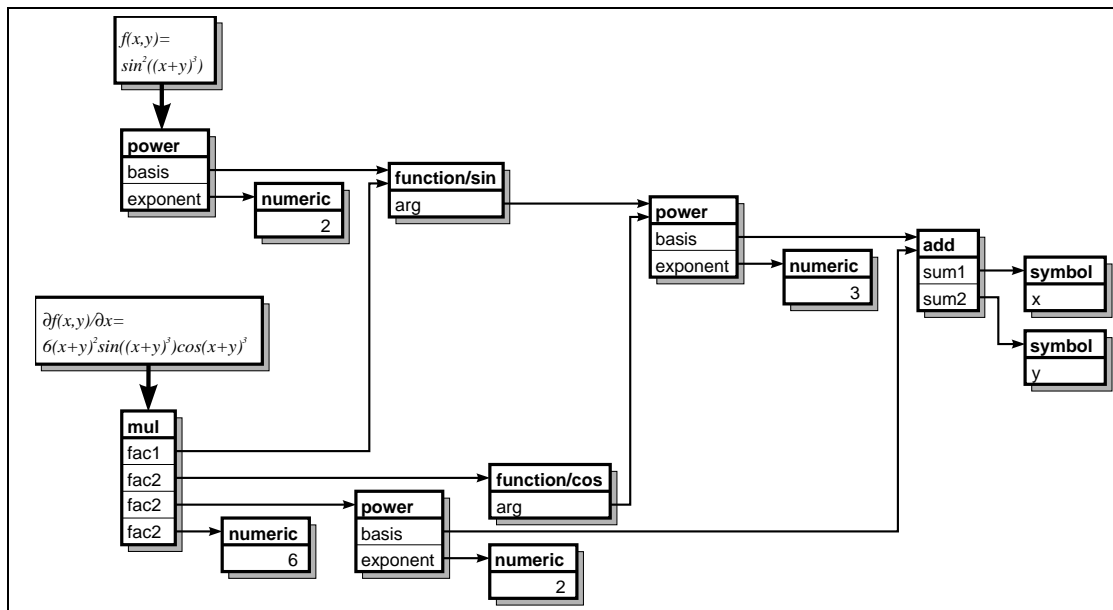 f(x,y)=
sin²((x+y)³)
power
basis
exponent
numeric
2
function/sin
arg
power
basis
exponent
numeric
3
add
sum1
sum2
symbol
x
symbol
y
∂f(x,y)/∂x=
6(x+y)²sin((x+y)³)cos(x+y)³
mul
fac1
fac2
fac2
fac2
numeric
6
function/cos
arg
power
basis
exponent
numeric
2